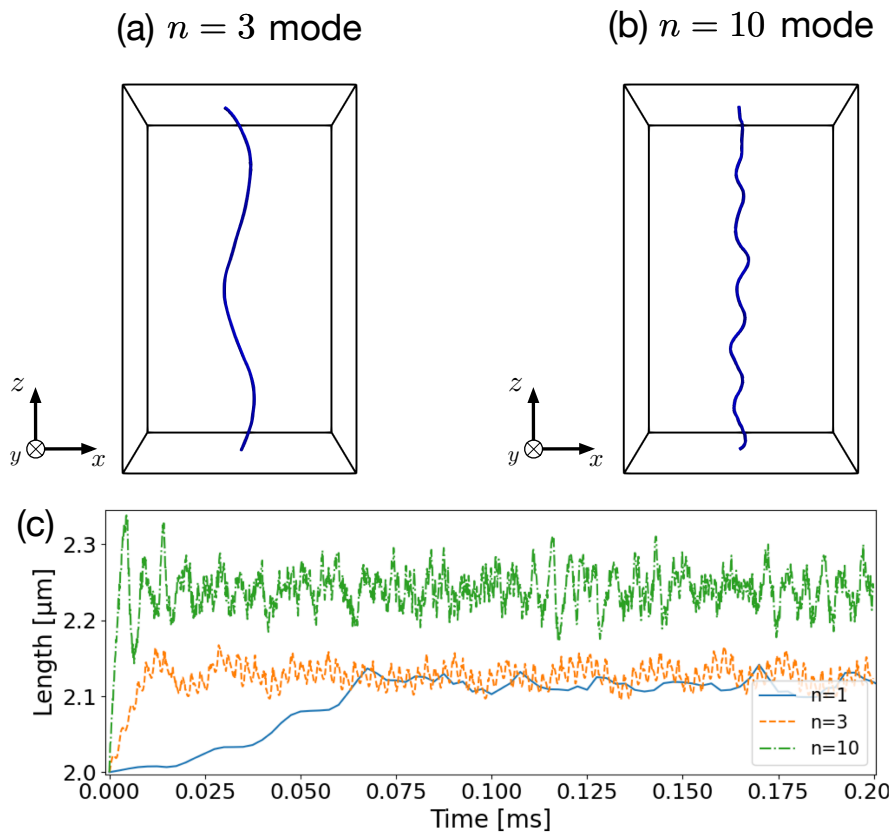 (a) n = 3 mode
(b) n = 10 mode
z
y
x
z
y
x
(c)
Length [μm]
2.3
2.2
2.1
2.0
n=1
n=3
n=10
0.000 0.025 0.050 0.075 0.100 0.125 0.150 0.175 0.20
Time [ms]